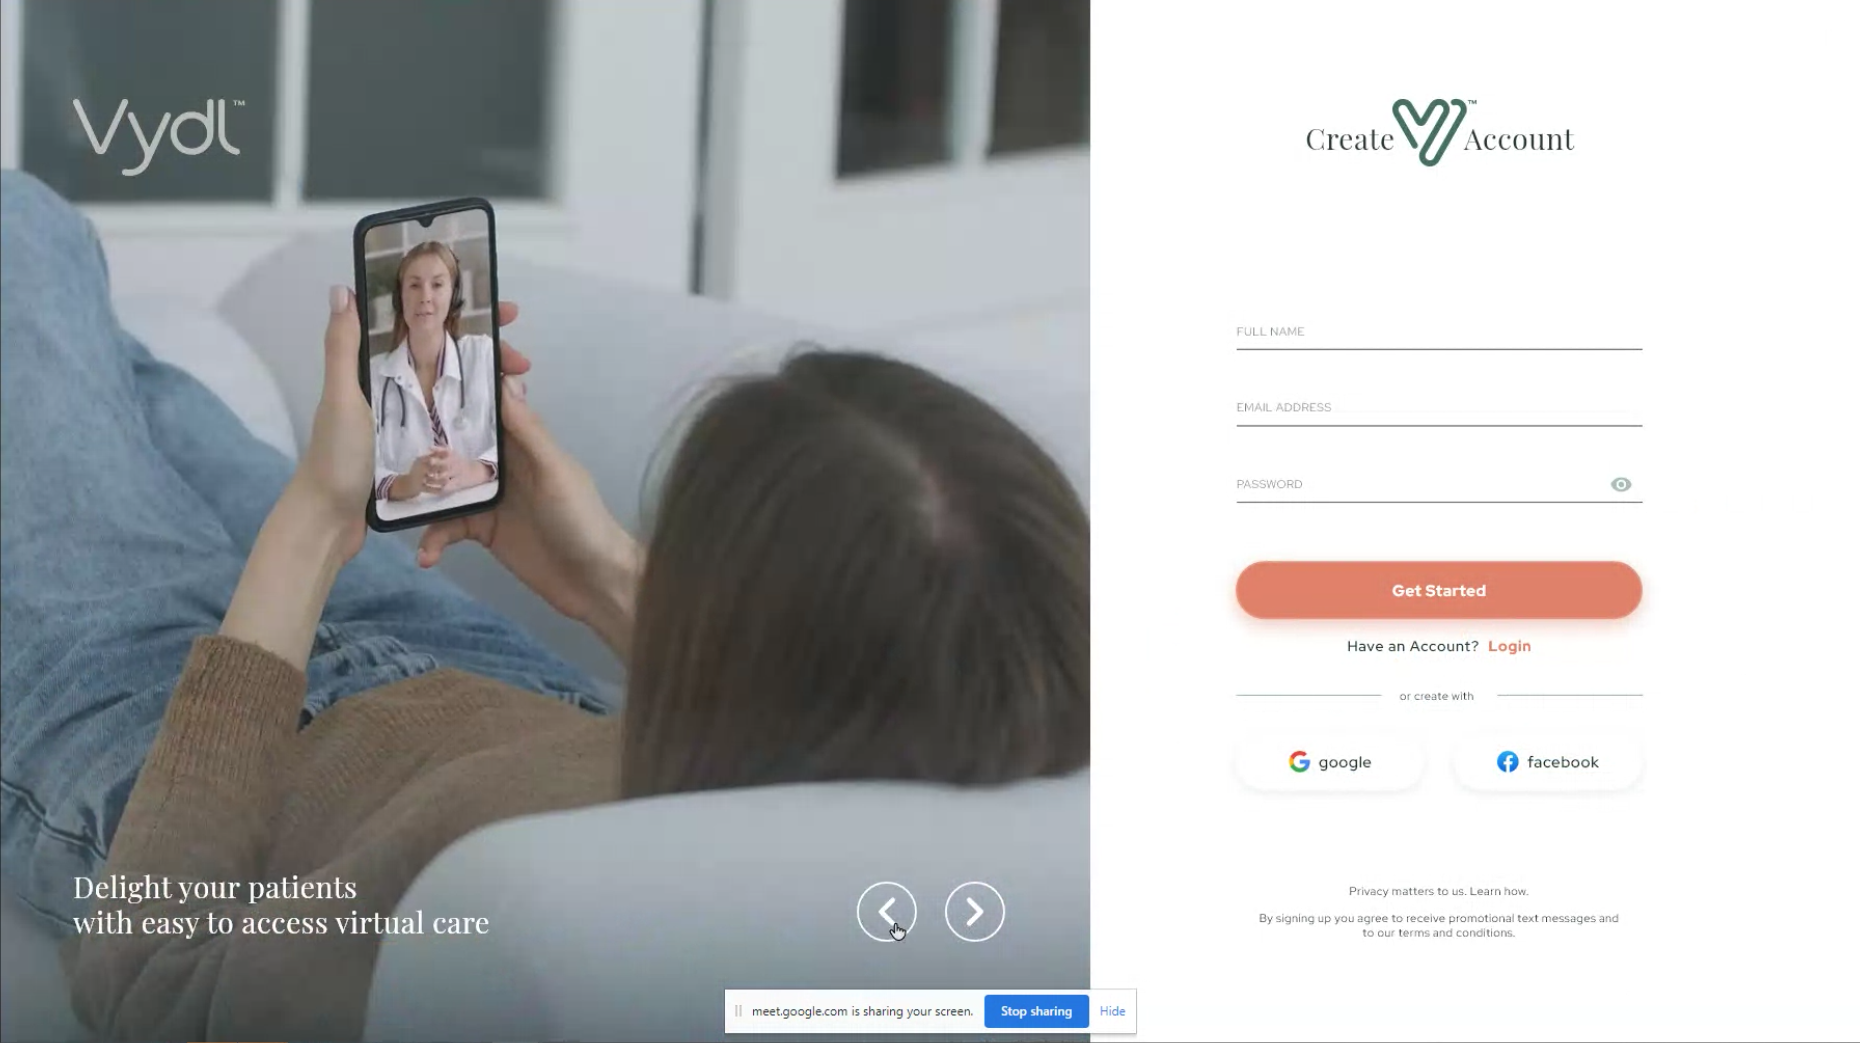 Vydl™
Delight your patients
with easy to access virtual care
Create ™ Account
FULL NAME
EMAIL ADDRESS
PASSWORD
Get Started
Have an Account? Login
or create with
google
facebook
Privacy matters to us. Learn how.
By signing up you agree to receive promotional text messages and
to our terms and conditions.
meet.google.com is sharing your screen.
Stop sharing
Hide